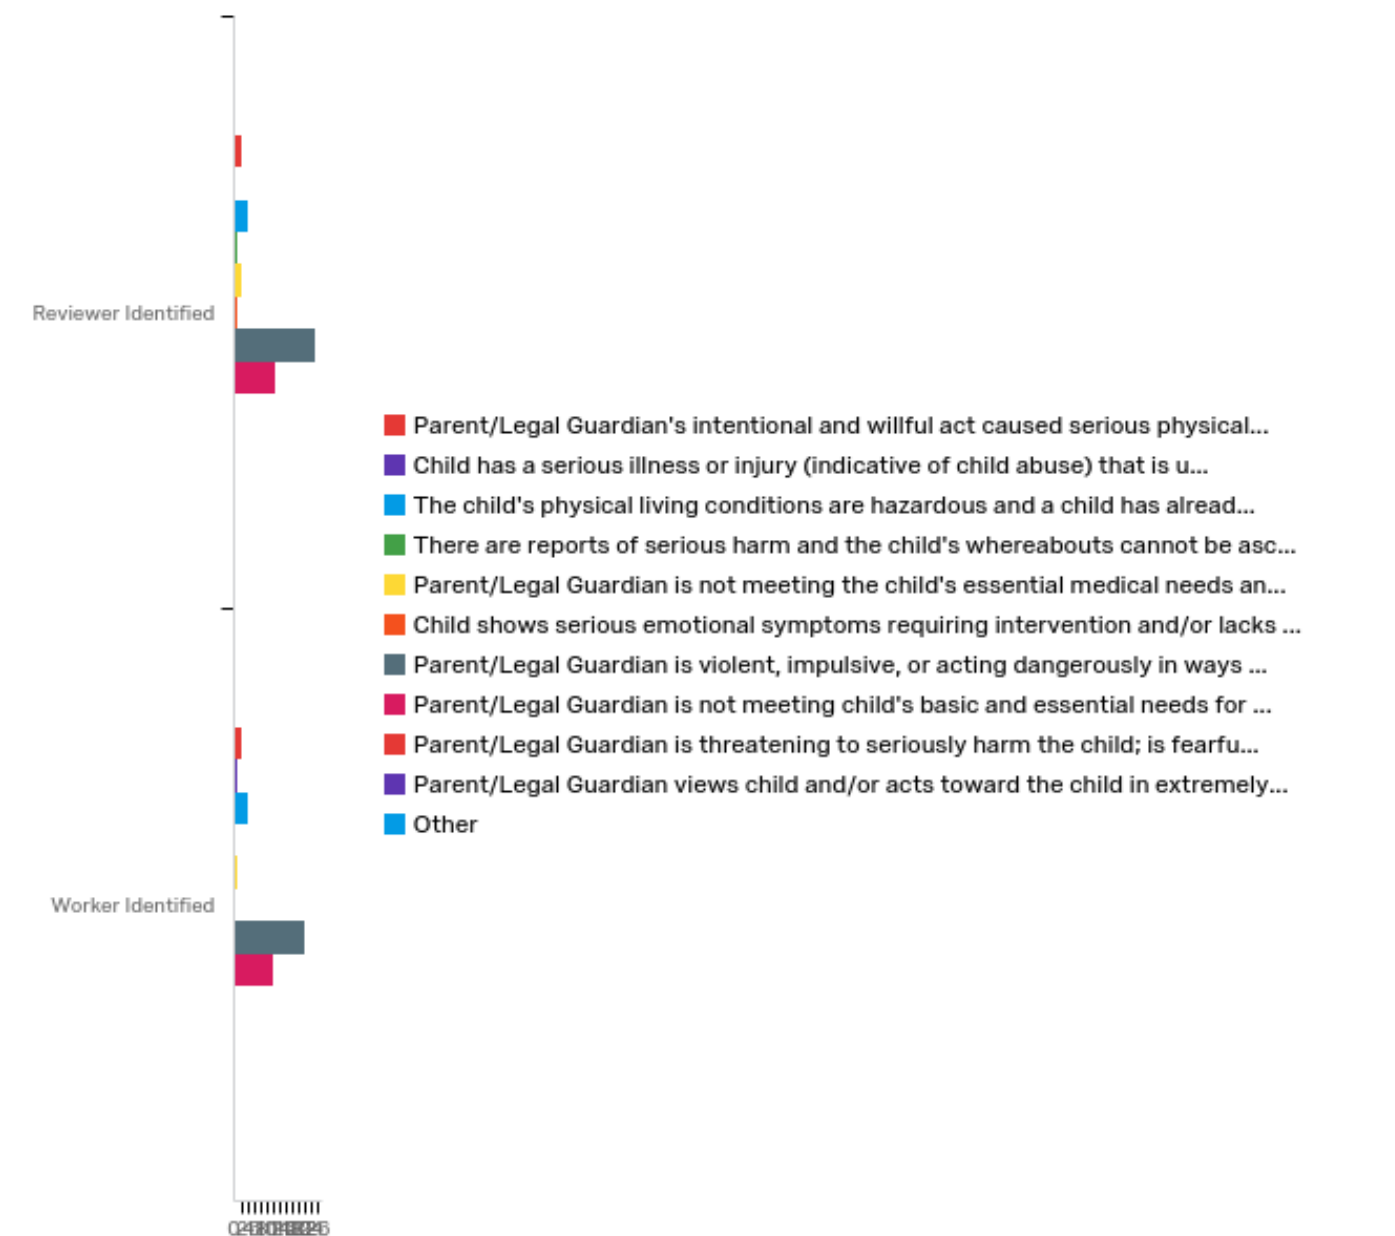 Reviewer Identified
Parent/Legal Guardian's intentional and willful act caused serious physical...
Child has a serious illness or injury (indicative of child abuse) that is u...
The child's physical living conditions are hazardous and a child has alread...
There are reports of serious harm and the child's whereabouts cannot be asc...
Parent/Legal Guardian is not meeting the child's essential medical needs an...
Child shows serious emotional symptoms requiring intervention and/or lacks ...
Parent/Legal Guardian is violent, impulsive, or acting dangerously in ways ...
Parent/Legal Guardian is not meeting child's basic and essential needs for ...
Parent/Legal Guardian is threatening to seriously harm the child; is fearfu...
Parent/Legal Guardian views child and/or acts toward the child in extremely...
Other
Worker Identified